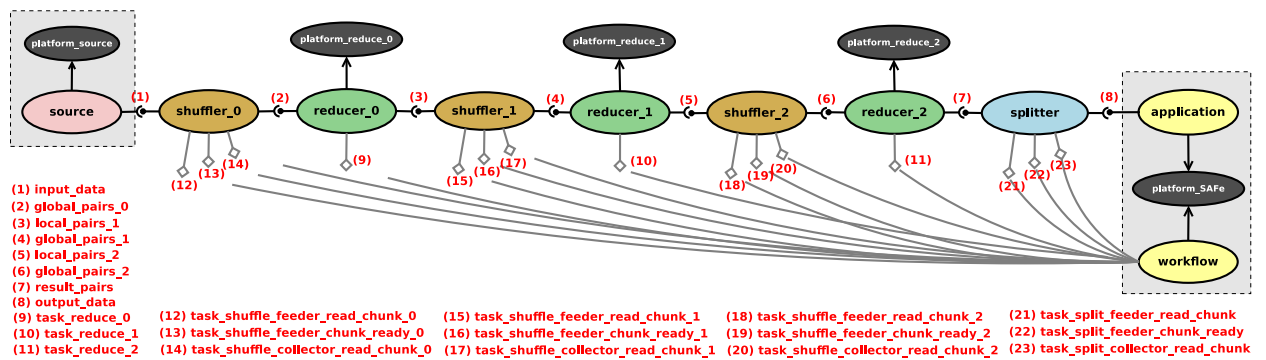 platform_source
platform_reduce_0
platform_reduce_1
platform_reduce_2
source
(1)
shuffler_0
(2)
reducer_0
(3)
shuffler_1
(4)
reducer_1
(5)
shuffler_2
(6)
reducer_2
(7)
splitter
(8)
application
(12)
(13)
(14)
(9)
(15)
(16)
(17)
(10)
(18)
(19)
(20)
(11)
(21)
(22)
(23)
platform_SAFe
workflow
(1) input_data
(2) global_pairs_0
(3) local_pairs_1
(4) global_pairs_1
(5) local_pairs_2
(6) global_pairs_2
(7) result_pairs
(8) output_data
(9) task_reduce_0
(10) task_reduce_1
(11) task_reduce_2
(12) task_shuffle_feeder_read_chunk_0
(13) task_shuffle_feeder_chunk_ready_0
(14) task_shuffle_collector_read_chunk_0
(15) task_shuffle_feeder_read_chunk_1
(16) task_shuffle_feeder_chunk_ready_1
(17) task_shuffle_collector_read_chunk_1
(18) task_shuffle_feeder_read_chunk_2
(19) task_shuffle_feeder_chunk_ready_2
(20) task_shuffle_collector_read_chunk_2
(21) task_split_feeder_read_chunk
(22) task_split_feeder_chunk_ready
(23) task_split_collector_read_chunk